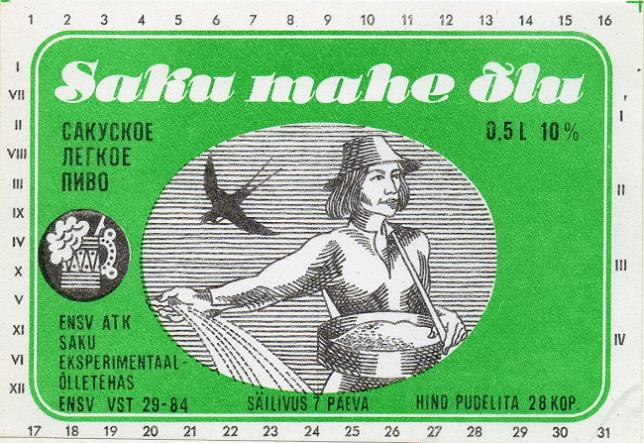 1 2 3 4 5 6 7 8 9 10 11 12 13 14 15 16
Saku mahe õlu
САКУСКОЕ
ЛЕГКОЕ
ПИВО
0,5 L 10 %
I
VII
II
VIII
III
IX
IV
X
V
XI
VI
XII
I
II
III
IV
ENSV ATK
SAKU
EKSPERIMENTAAL-
ÕLLETEHAS
ENSV VST 29-84 SÄILIVUS 7 PÄEVA HIND PUDELITA 28 KOP.
17 18 19 20 21 22 23 24 25 26 27 28 29 30 31